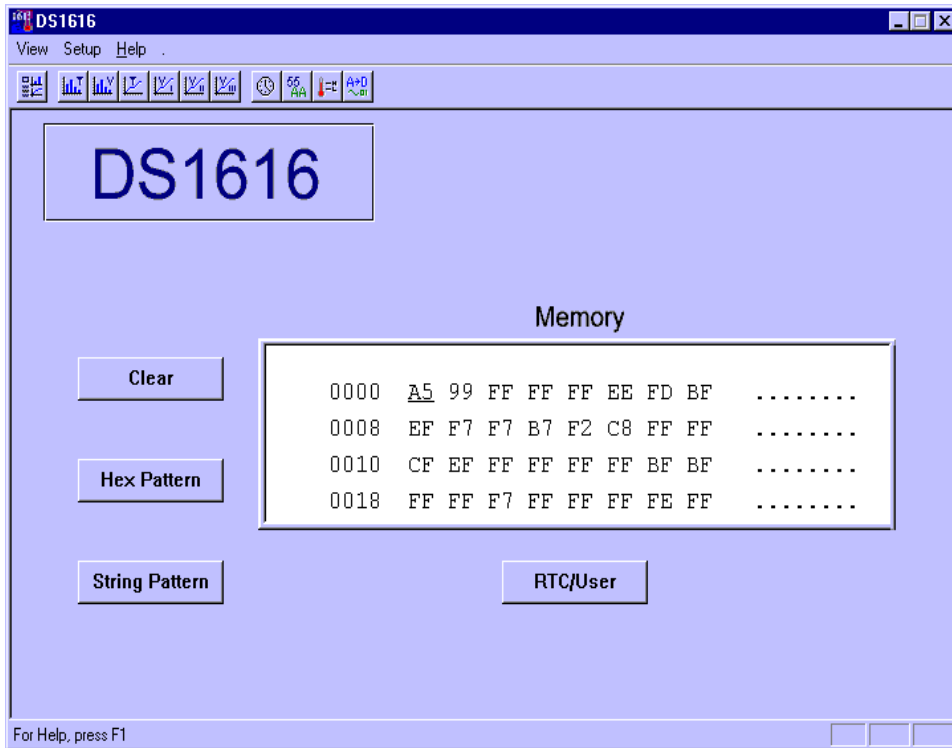 DS1616
View Setup Help .
DS1616
Memory
Clear
0000 A5 99 FF FF FF EE FD BF ........
0008 EF F7 F7 B7 F2 C8 FF FF ........
Hex Pattern
0010 CF EF FF FF FF FF BF BF ........
0018 FF FF F7 FF FF FF FE FF ........
String Pattern
RTC/User
For Help, press F1